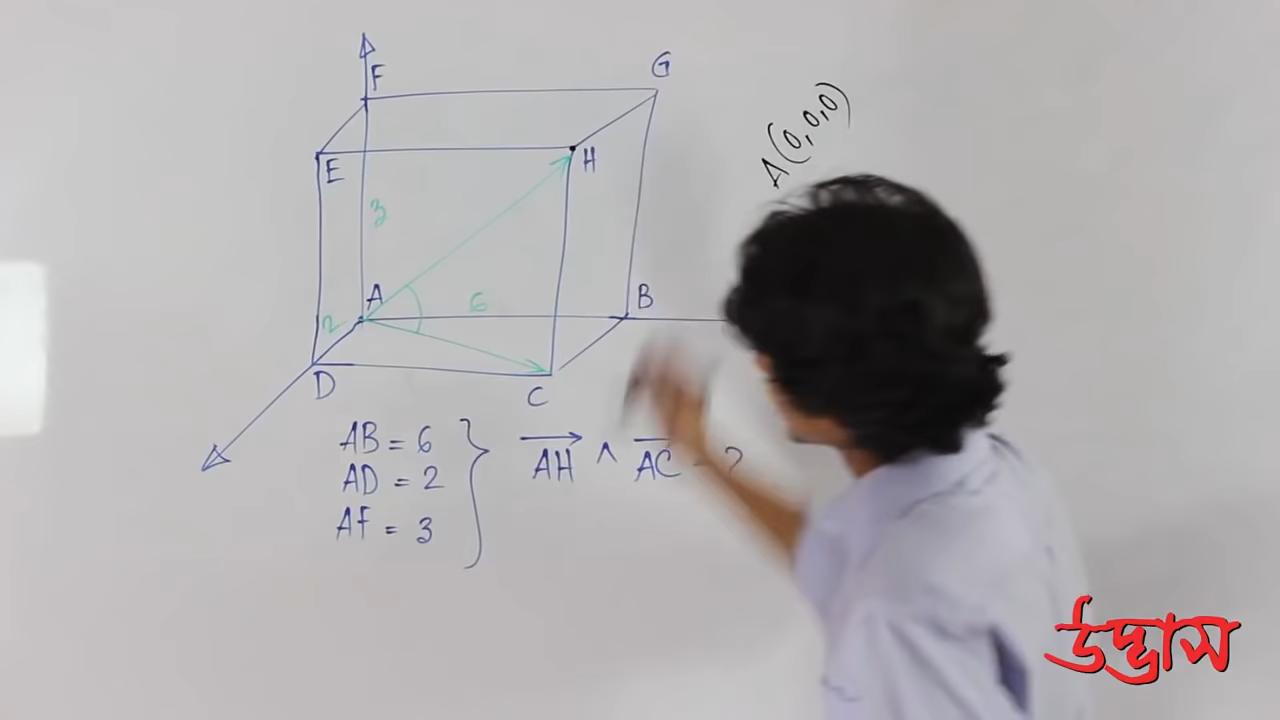 F
G
E
H
3
A(0,0,0)
A
6
B
2
D
C
AB = 6
AD = 2
AF = 3
} AH ∧ AC = ?
উদ্ভাস